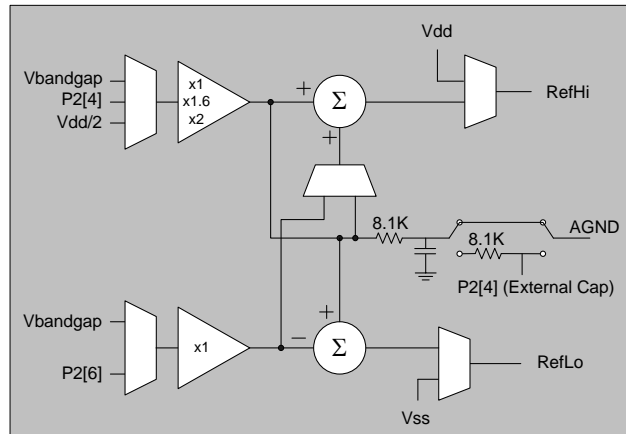 Vdd
Vbandgap
P2[4]
Vdd/2
x1
x1.6
x2
+
Σ
+
RefHi
8.1K
AGND
8.1K
P2[4] (External Cap)
Vbandgap
P2[6]
x1
+
−
Σ
RefLo
Vss